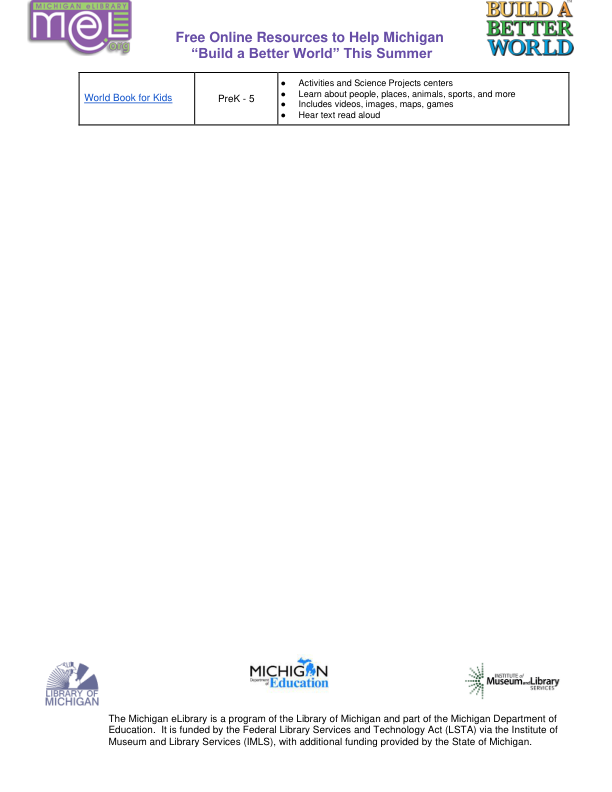 MICHIGAN ELIBRARY
meL
.org
Free Online Resources to Help Michigan
“Build a Better World” This Summer
BUILD A
BETTER
WORLD
World Book for Kids
PreK - 5
● Activities and Science Projects centers
● Learn about people, places, animals, sports, and more
● Includes videos, images, maps, games
● Hear text read aloud
LIBRARY OF
MICHIGAN
MICHIGAN
Department of Education
INSTITUTE of
Museum and Library
SERVICES
The Michigan eLibrary is a program of the Library of Michigan and part of the Michigan Department of
Education.  It is funded by the Federal Library Services and Technology Act (LSTA) via the Institute of
Museum and Library Services (IMLS), with additional funding provided by the State of Michigan.